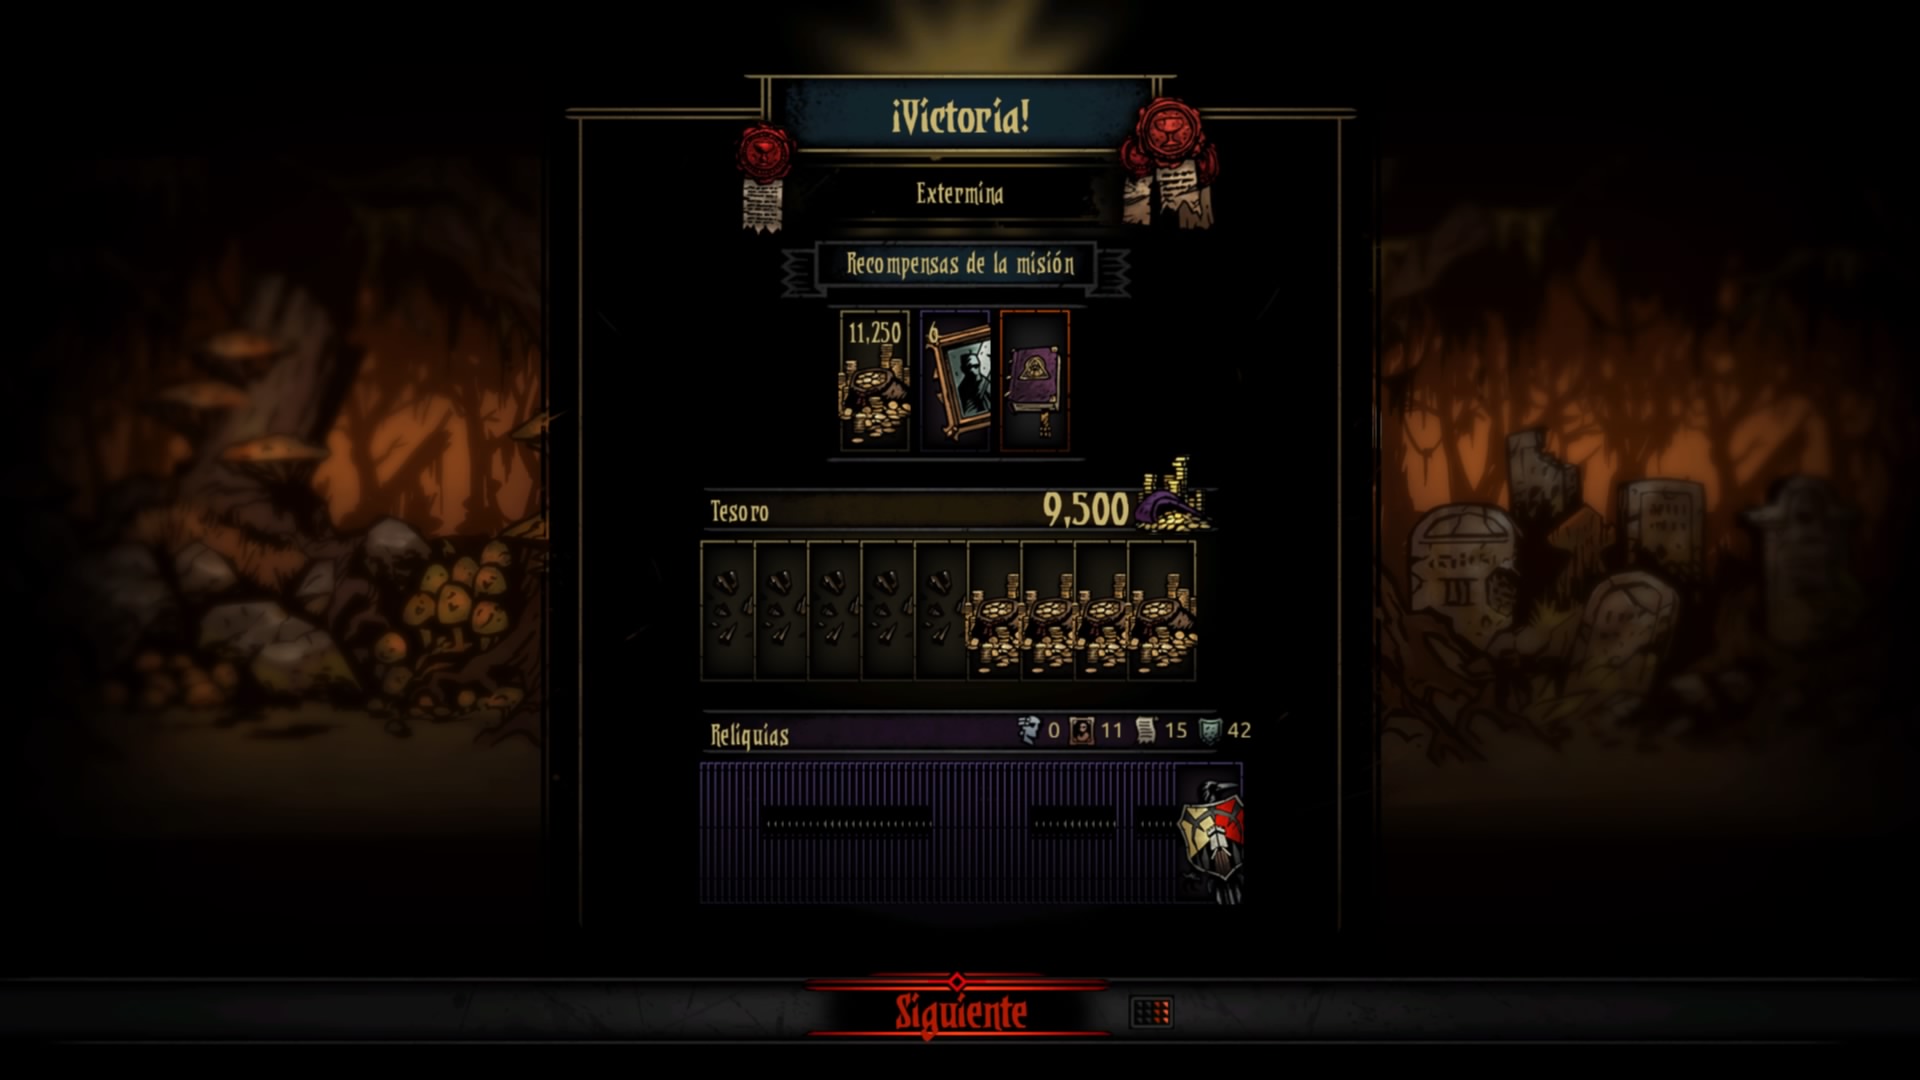 ¡Victoria!
Extermina
Recompensas de la misión
11,250
6
Tesoro
9,500
Reliquias
0 11 15 42
Siguiente